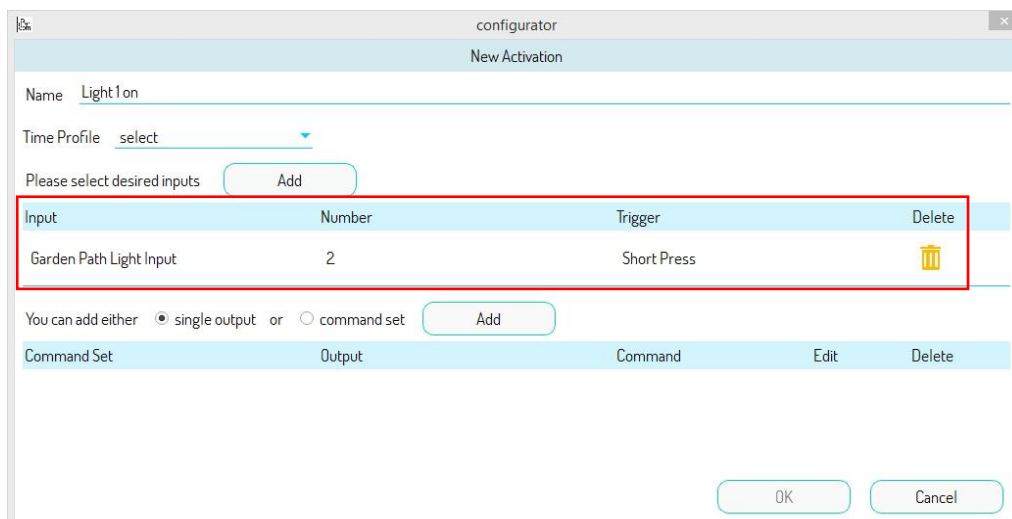 configurator
New Activation
Name Light1 on
Time Profile select
Please select desired inputs Add
Input Number Trigger Delete
Garden Path Light Input 2 Short Press
You can add either single output or command set Add
Command Set Output Command Edit Delete
OK Cancel